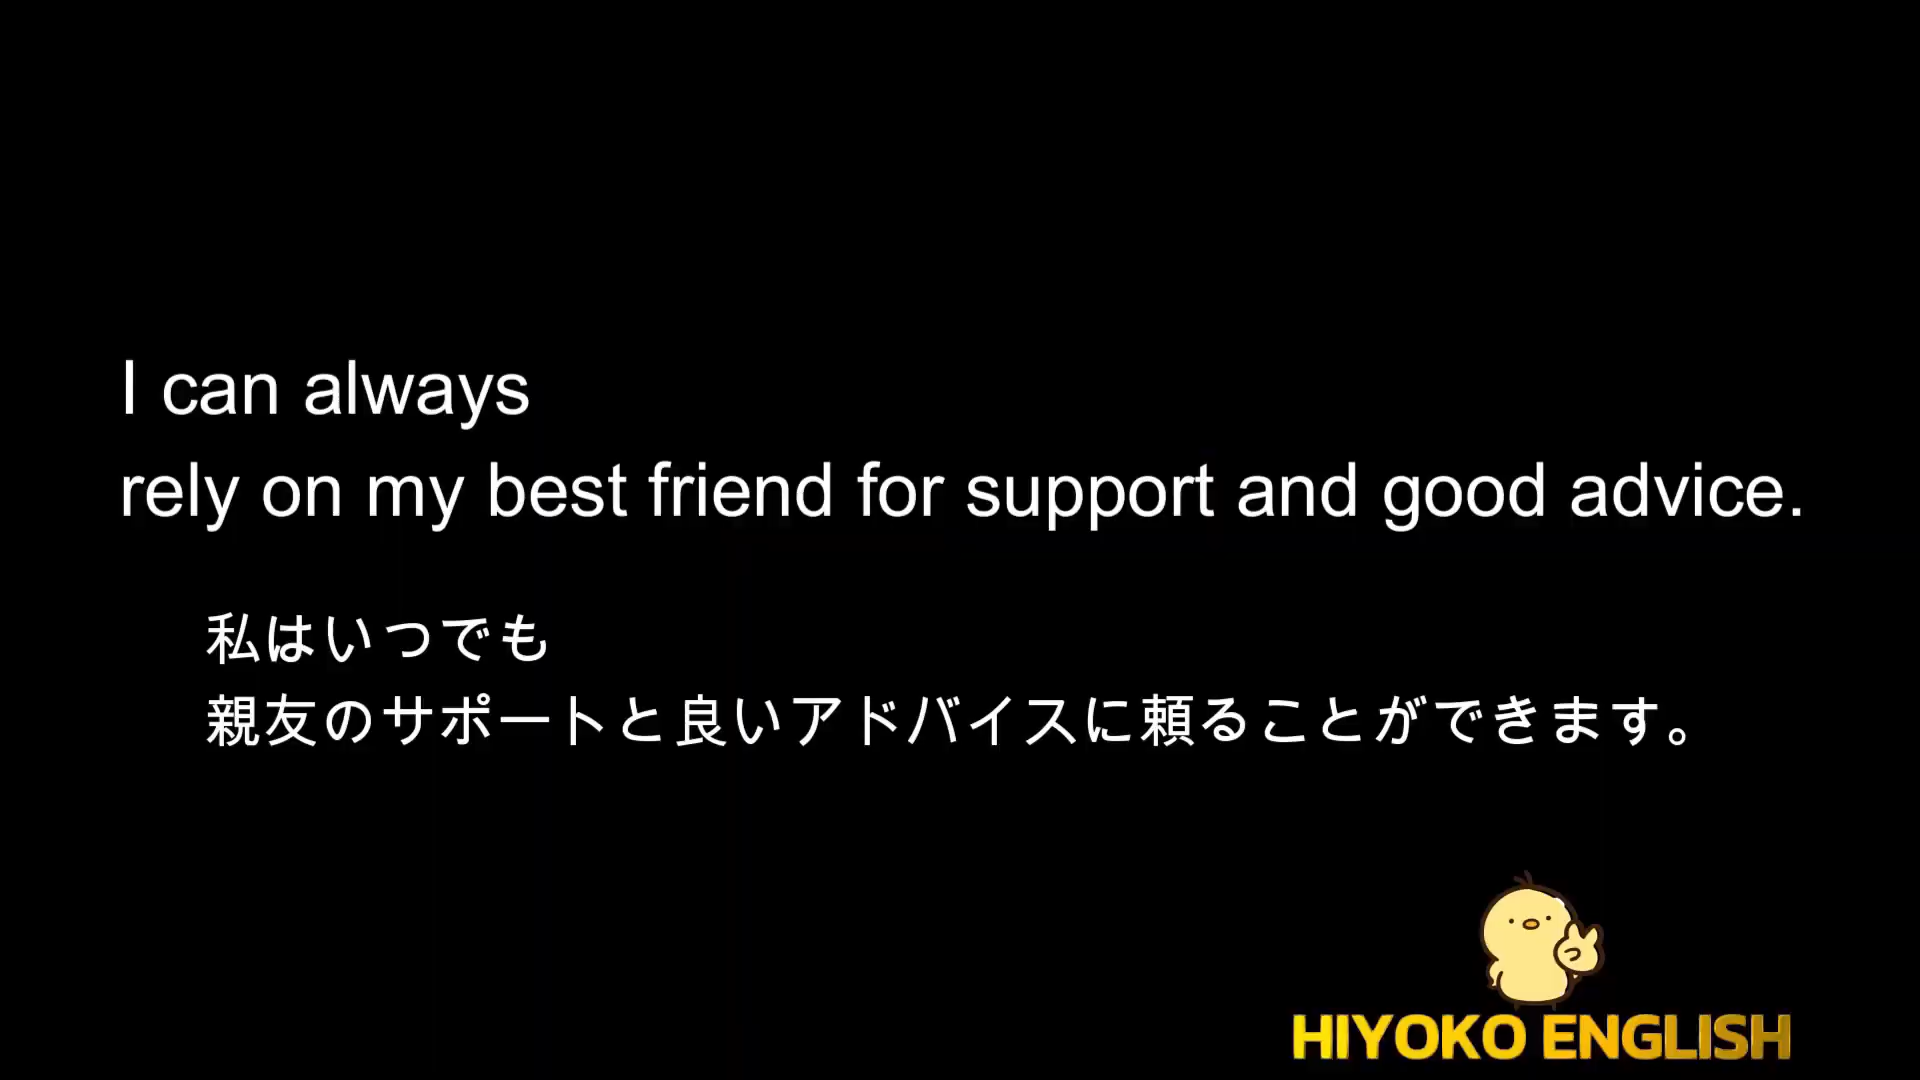 I can always
rely on my best friend for support and good advice.
私はいつでも
親友のサポートと良いアドバイスに頼ることができます。
HIYOKO ENGLISH